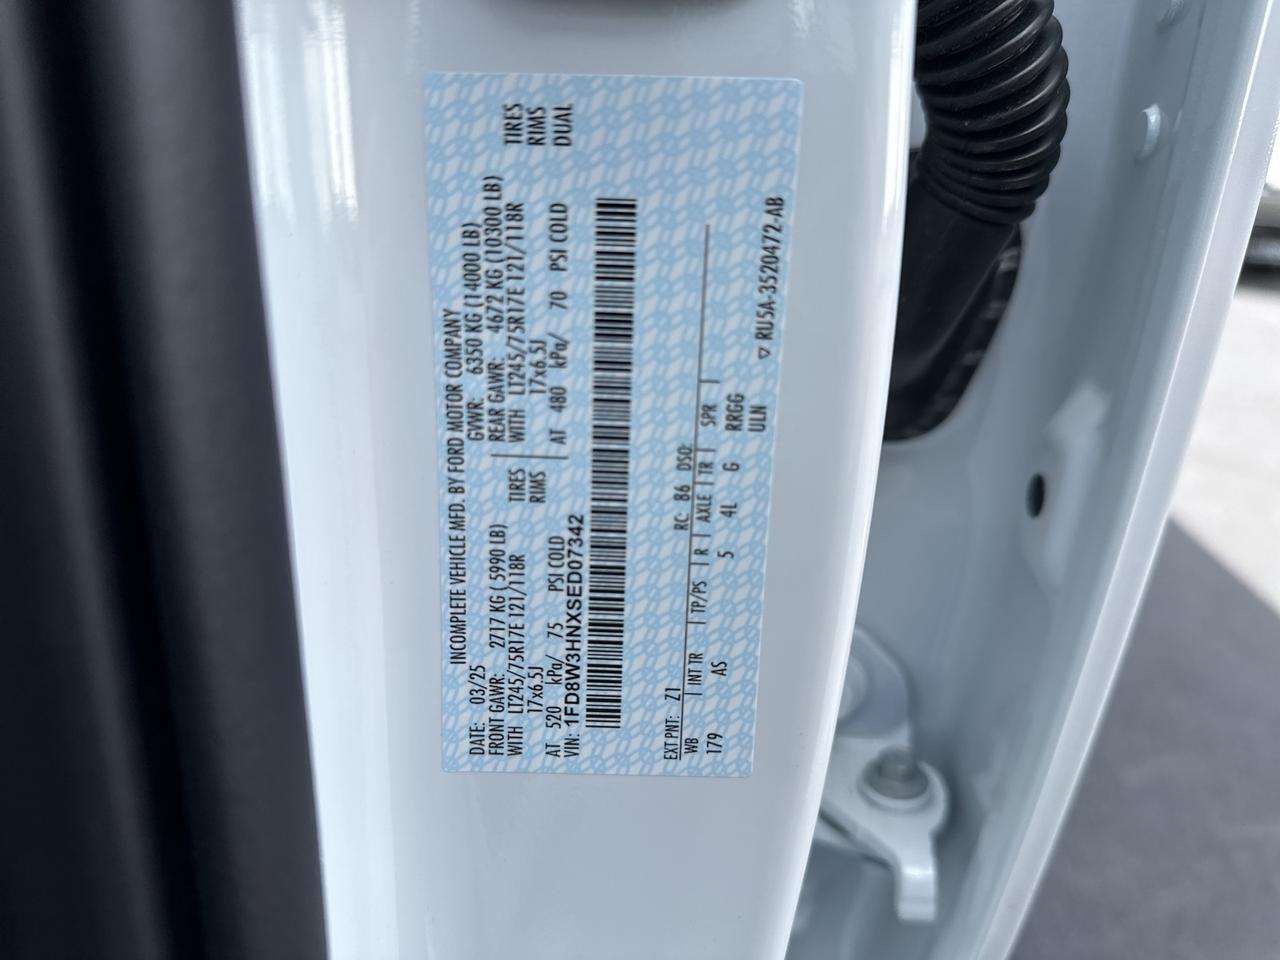 INCOMPLETE VEHICLE MFD. BY FORD MOTOR COMPANY
DATE: 03/25 GVWR: 6350 KG (14000 LB)
FRONT GAWR: 2717 KG ( 5990 LB) REAR GAWR: 4672 KG (10300 LB)
WITH LT245/75R17E 121/118R TIRES WITH LT245/75R17E 121/118R TIRES
17x6.5J RIMS 17x6.5J RIMS
AT 520 kPa/ 75 PSI COLD AT 480 kPa/ 70 PSI COLD DUAL
VIN: 1FD8W3HNXSED07342
EXT PNT: Z1 RC: 86 DSO:
WB INT TR TP/PS R AXLE TR SPR
179 AS 5 4L G RRGG
ULN
▽ RU5A-3520472-AB